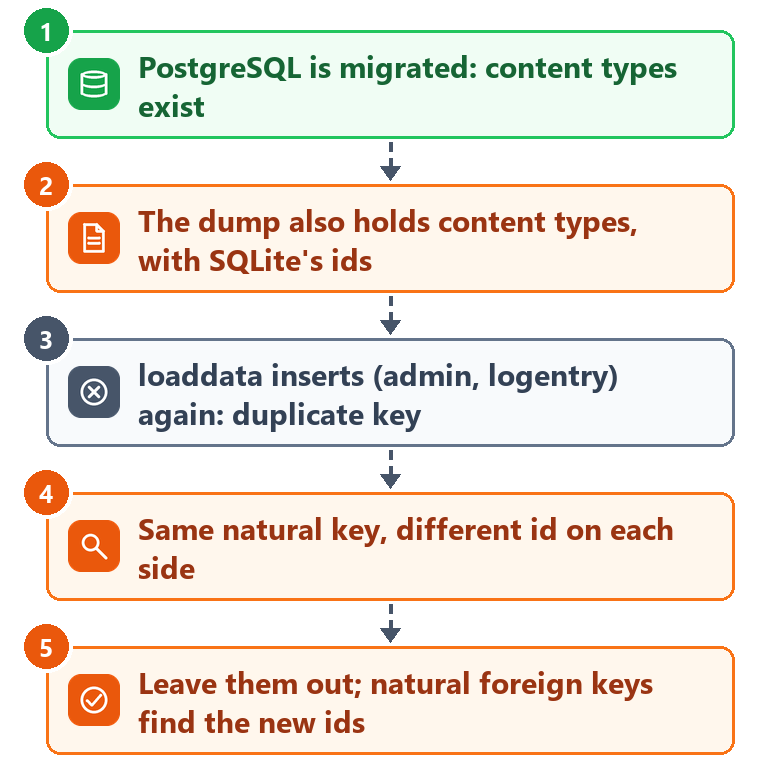 1
PostgreSQL is migrated: content types
exist
2
The dump also holds content types,
with SQLite's ids
3
loaddata inserts (admin, logentry)
again: duplicate key
4
Same natural key, different id on each
side
5
Leave them out; natural foreign keys
find the new ids